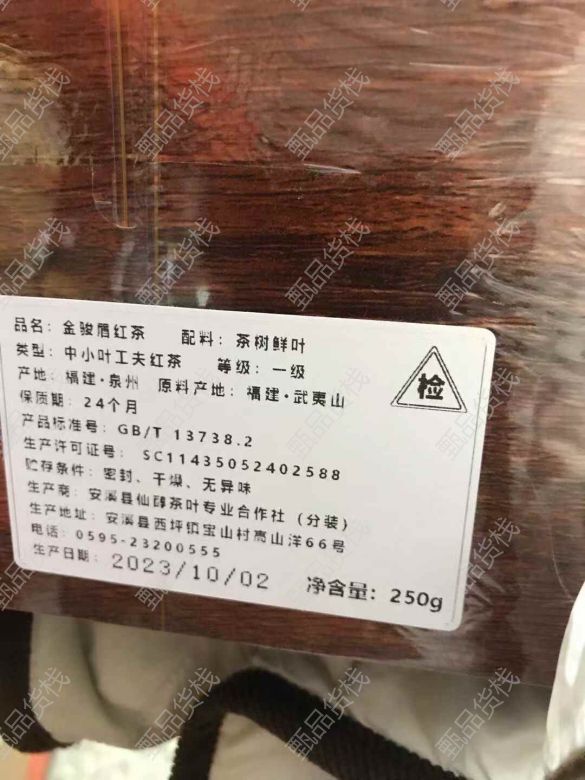 品名：金骏眉红茶 配料：茶树鲜叶
类型：中小叶工夫红茶 等级：一级
产地：福建·泉州 原料产地：福建·武夷山
保质期：24个月
产品标准号：GB/T 13738.2
生产许可证号：SC11435052402588
贮存条件：密封、干燥、无异味
生产商：安溪县仙醇茶叶专业合作社（分装）
生产地址：安溪县西坪镇宝山村高山洋66号
电话：0595-23200555
生产日期：2023/10/02
净含量：250g
检
甄品货栈